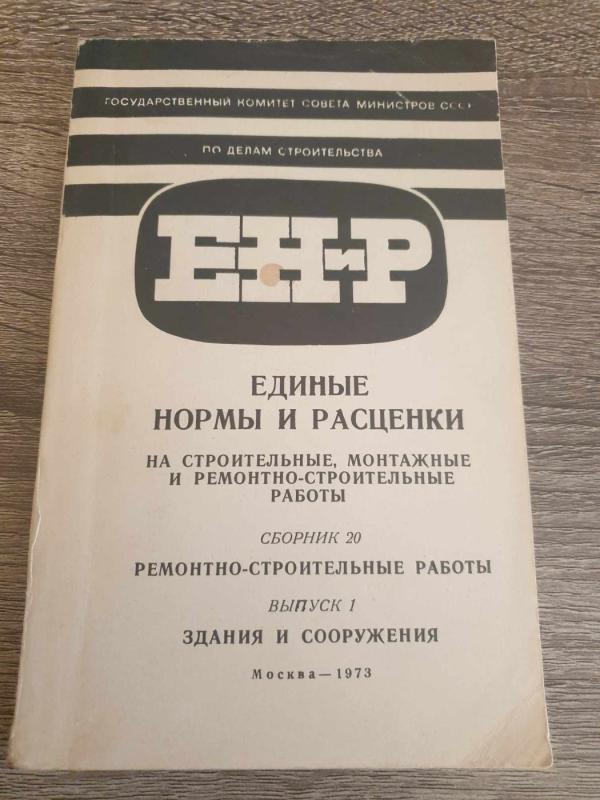 ГОСУДАРСТВЕННЫЙ КОМИТЕТ СОВЕТА МИНИСТРОВ СССР
ПО ДЕЛАМ СТРОИТЕЛЬСТВА
ЕНиР
ЕДИНЫЕ
НОРМЫ И РАСЦЕНКИ
НА СТРОИТЕЛЬНЫЕ, МОНТАЖНЫЕ
И РЕМОНТНО-СТРОИТЕЛЬНЫЕ
РАБОТЫ
СБОРНИК 20
РЕМОНТНО-СТРОИТЕЛЬНЫЕ РАБОТЫ
ВЫПУСК 1
ЗДАНИЯ И СООРУЖЕНИЯ
Москва—1973